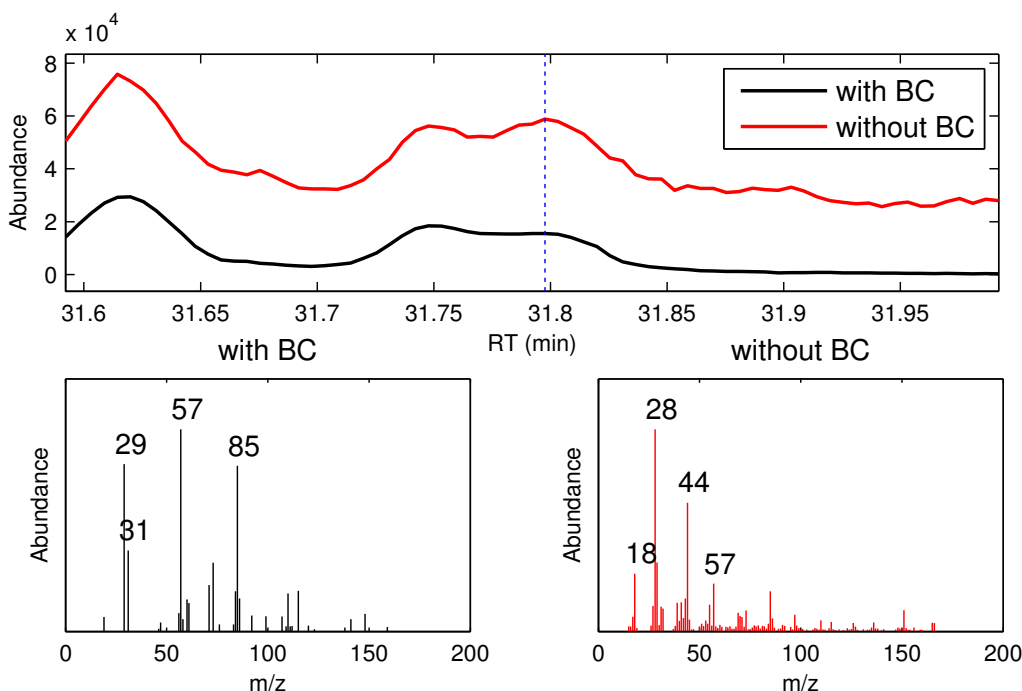 x 10^4
8
6
4
2
0
Abundance
with BC
without BC
31.6 31.65 31.7 31.75 31.8 31.85 31.9 31.95
RT (min)
with BC
without BC
57
29
85
31
Abundance
0 50 100 150 200
m/z
28
44
18
57
Abundance
0 50 100 150 200
m/z